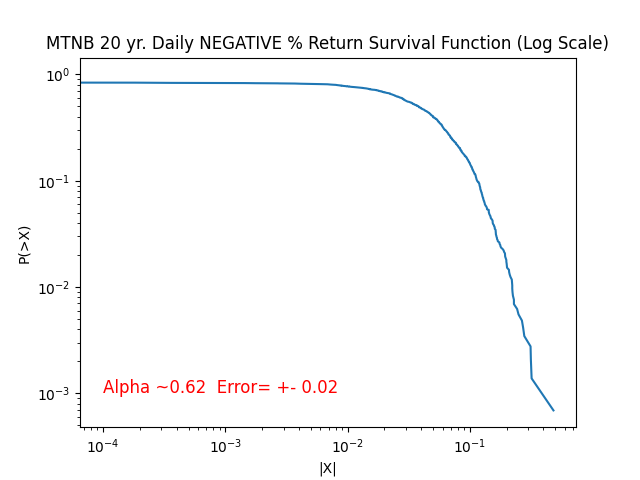 MTNB 20 yr. Daily NEGATIVE % Return Survival Function (Log Scale)
10⁰
10⁻¹
10⁻²
10⁻³
P(>X)
Alpha ~0.62  Error= +- 0.02
10⁻⁴ 10⁻³ 10⁻² 10⁻¹
|X|